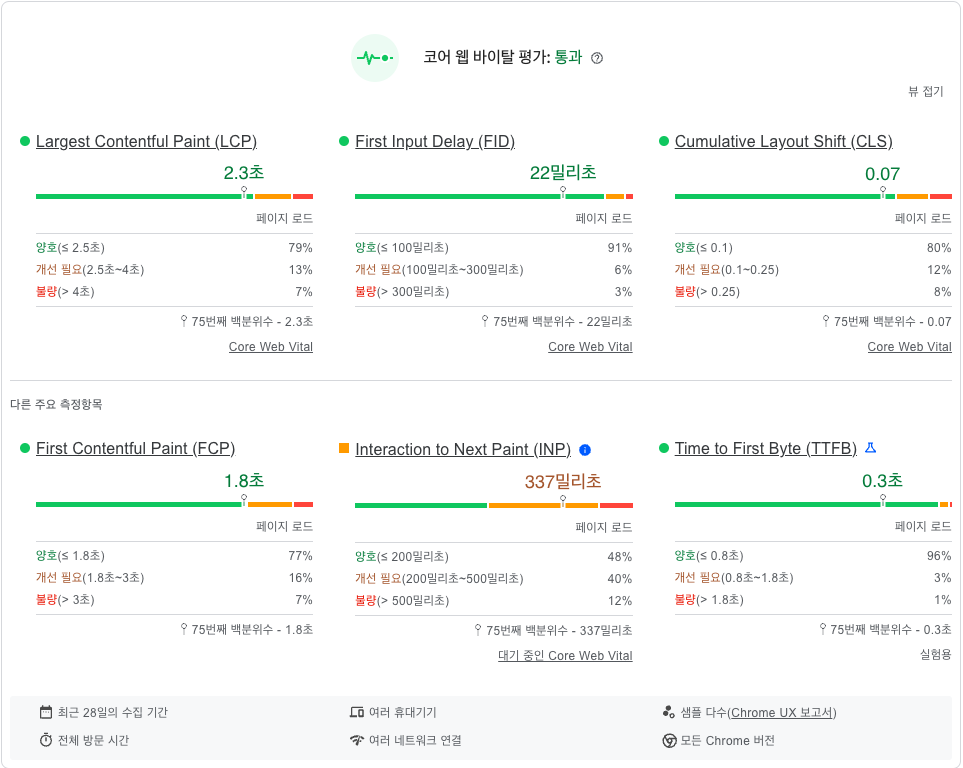 코어 웹 바이탈 평가: 통과
뷰 접기
Largest Contentful Paint (LCP)
2.3초
페이지 로드
양호(≤ 2.5초) 79%
개선 필요(2.5초~4초) 13%
불량(> 4초) 7%
75번째 백분위수 - 2.3초
Core Web Vital
First Input Delay (FID)
22밀리초
페이지 로드
양호(≤ 100밀리초) 91%
개선 필요(100밀리초~300밀리초) 6%
불량(> 300밀리초) 3%
75번째 백분위수 - 22밀리초
Core Web Vital
Cumulative Layout Shift (CLS)
0.07
페이지 로드
양호(≤ 0.1) 80%
개선 필요(0.1~0.25) 12%
불량(> 0.25) 8%
75번째 백분위수 - 0.07
Core Web Vital
다른 주요 측정항목
First Contentful Paint (FCP)
1.8초
페이지 로드
양호(≤ 1.8초) 77%
개선 필요(1.8초~3초) 16%
불량(> 3초) 7%
75번째 백분위수 - 1.8초
Interaction to Next Paint (INP)
337밀리초
페이지 로드
양호(≤ 200밀리초) 48%
개선 필요(200밀리초~500밀리초) 40%
불량(> 500밀리초) 12%
75번째 백분위수 - 337밀리초
대기 중인 Core Web Vital
Time to First Byte (TTFB)
0.3초
페이지 로드
양호(≤ 0.8초) 96%
개선 필요(0.8초~1.8초) 3%
불량(> 1.8초) 1%
75번째 백분위수 - 0.3초
실험용
최근 28일의 수집 기간
여러 휴대기기
샘플 다수(Chrome UX 보고서)
전체 방문 시간
여러 네트워크 연결
모든 Chrome 버전